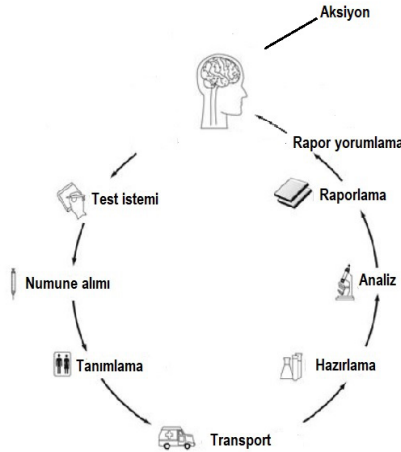 Aksiyon
Rapor yorumlama
Test istemi
Raporlama
Numune alımı
Analiz
Tanımlama
Hazırlama
Transport